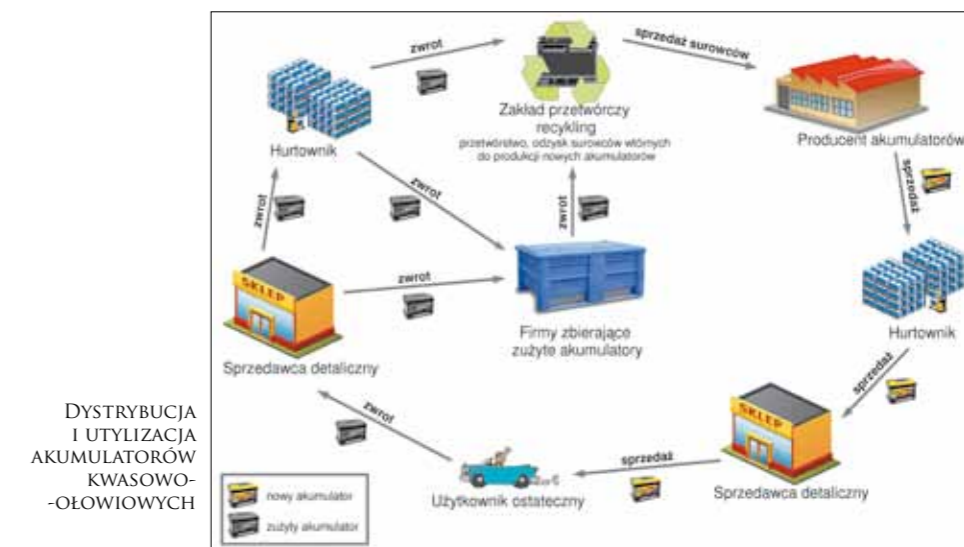 zwrot
sprzedaż surowców
Zakład przetwórczy
recykling
przetwórstwo, odzysk surowców wtórnych
do produkcji nowych akumulatorów
Producent akumulatorów
Hurtownik
zwrot
sprzedaż
zwrot
zwrot
SKLEP
zwrot
Firmy zbierające
zużyte akumulatory
Hurtownik
Sprzedawca detaliczny
sprzedaż
zwrot
SKLEP
sprzedaż
Użytkownik ostateczny
Sprzedawca detaliczny
nowy akumulator
zużyty akumulator
Dystrybucja
i utylizacja
akumulatorów
kwasowo-
-ołowiowych